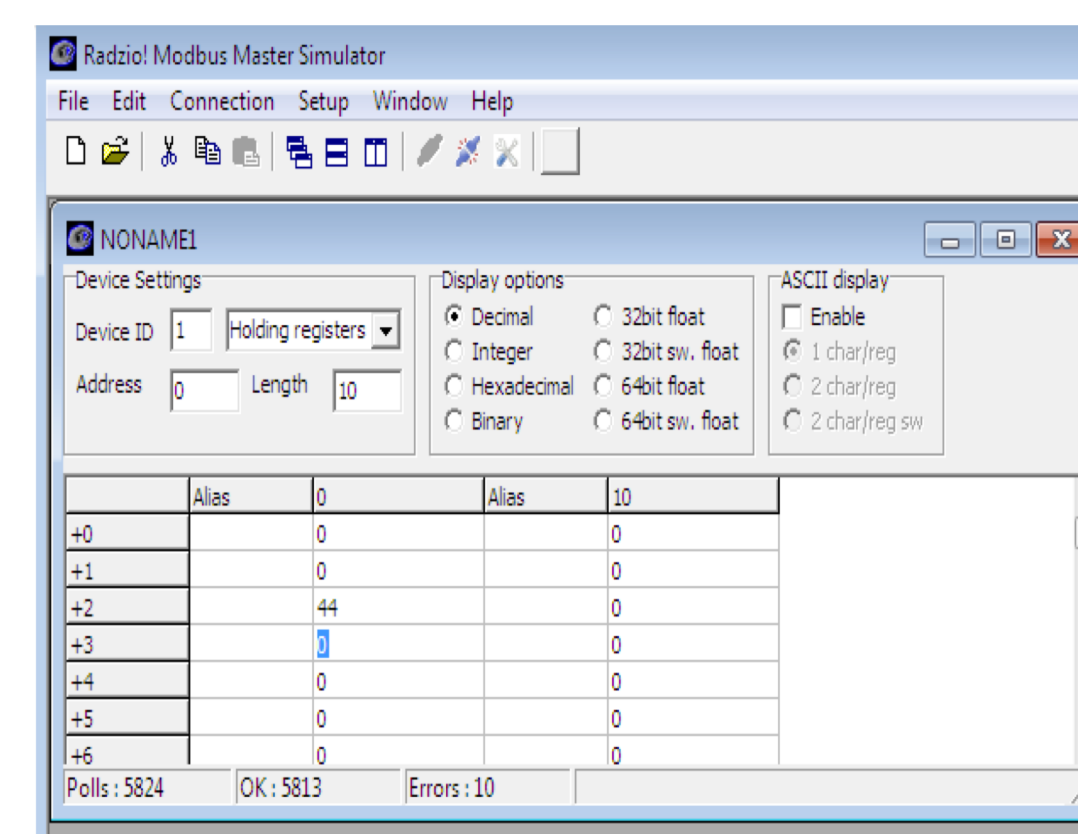 Radzio! Modbus Master Simulator
File Edit Connection Setup Window Help
NONAME1
Device Settings Display options ASCII display
Device ID 1 Holding registers Decimal 32bit float Enable
Integer 32bit sw. float 1 char/reg
Address 0 Length 10 Hexadecimal 64bit float 2 char/reg
Binary 64bit sw. float 2 char/reg sw
Alias 0 Alias 10
+0 0 0
+1 0 0
+2 44 0
+3 0 0
+4 0 0
+5 0 0
+6 0 0
Polls : 5824 OK : 5813 Errors : 10